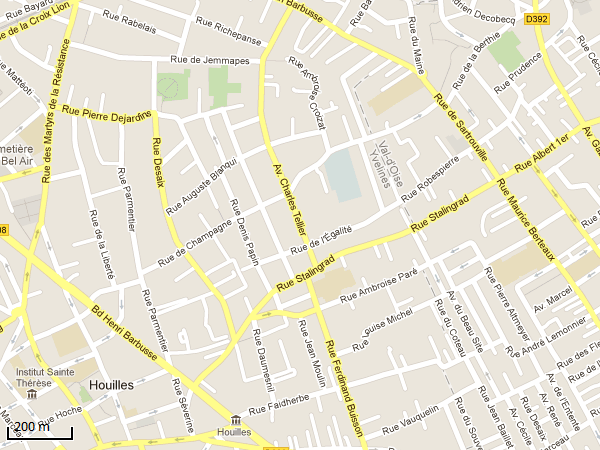 Rue Bayard
Rue de la Croix Lion
Rue Rabelais
Rue Richepanse
Bd Henri Barbusse
Rue de Jemmapes
Rue du Maine
Adrien Decobecq
D392
Rue de la Berthie
Rue Prudence
Rue Mattéoti
Rue des Martyrs de la Résistance
Rue Pierre Dejardins
Rue Ambroise Croizat
Rue de Sartrouville
Cimetière
Bel Air
Rue Desaix
Rue Auguste Blanqui
Av. Charles Tellier
Val-d'Oise
Yvelines
Rue Robespierre
Rue Albert 1er
Rue Parmentier
Rue Denis Papin
Rue Stalingrad
Rue Maurice Berteaux
Rue de la Liberté
Rue de Champagne
Rue de l'Égalité
Rue Stalingrad
Rue Ambroise Paré
Rue Pierre Altmeyer
Av. Marcel
Bd Henri Barbusse
Rue Parmentier
Rue Daumesnil
Rue Jean Moulin
Rue Ferdinand Buisson
Rue du Coteau
Av. du Beau Site
Rue André Lemonnier
Institut Sainte
Thérèse
Houilles
Rue Séverine
Rue Hoche
Rue Faidherbe
Rue Vauquelin
Houilles
Rue Jean Baillet
Av. Cécile
Rue Desaix
Av. de l'Entente
200 m